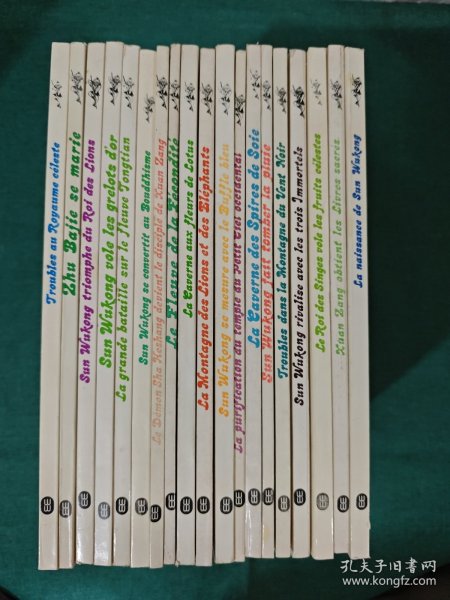 Troubles au Royaume céleste
Zhu Bajie se marie
Sun Wukong triomphe du Roi des Lions
Sun Wukong vole les grelots d'or
La grande bataille sur le fleuve Tongtian
Sun Wukong se convertit au Bouddhisme
Le Démon Sha Heshang devient le disciple de Xuan Zang
Le Fleuve de la Fécondité
La Caverne aux fleurs de Lotus
La Montagne des Lions et des Éléphants
Sun Wukong se mesure avec le Buffle bleu
La purification au temple du Petit Ciel occidental
La Caverne des Spires de Soie
Sun Wukong fait tomber la pluie
Troubles dans la Montagne du Vent Noir
Sun Wukong rivalise avec les trois Immortels
Le Roi des Singes vole les fruits célestes
Xuan Zang obtient les Livres sacrés
La naissance de Sun Wukong
孔夫子旧书网
www.kongfz.com